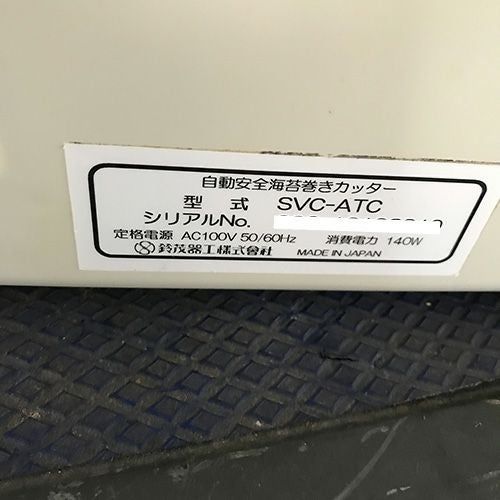 自動安全海苔巻きカッター
型式 SVC-ATC
シリアルNo.
定格電源 AC100V 50/60Hz 消費電力 140W
鈴茂器工株式會社 MADE IN JAPAN